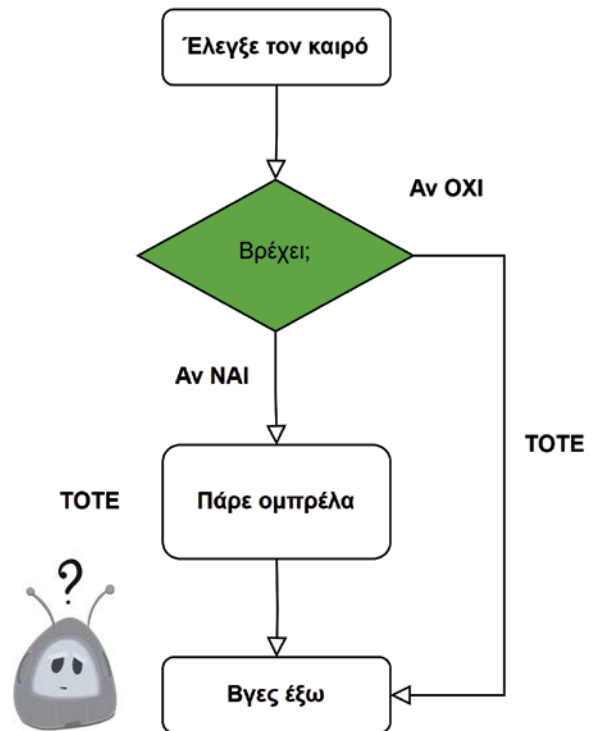 Έλεγξε τον καιρό
Αν ΟΧΙ
Βρέχει;
Αν ΝΑΙ
ΤΟΤΕ
ΤΟΤΕ
Πάρε ομπρέλα
?
Βγες έξω